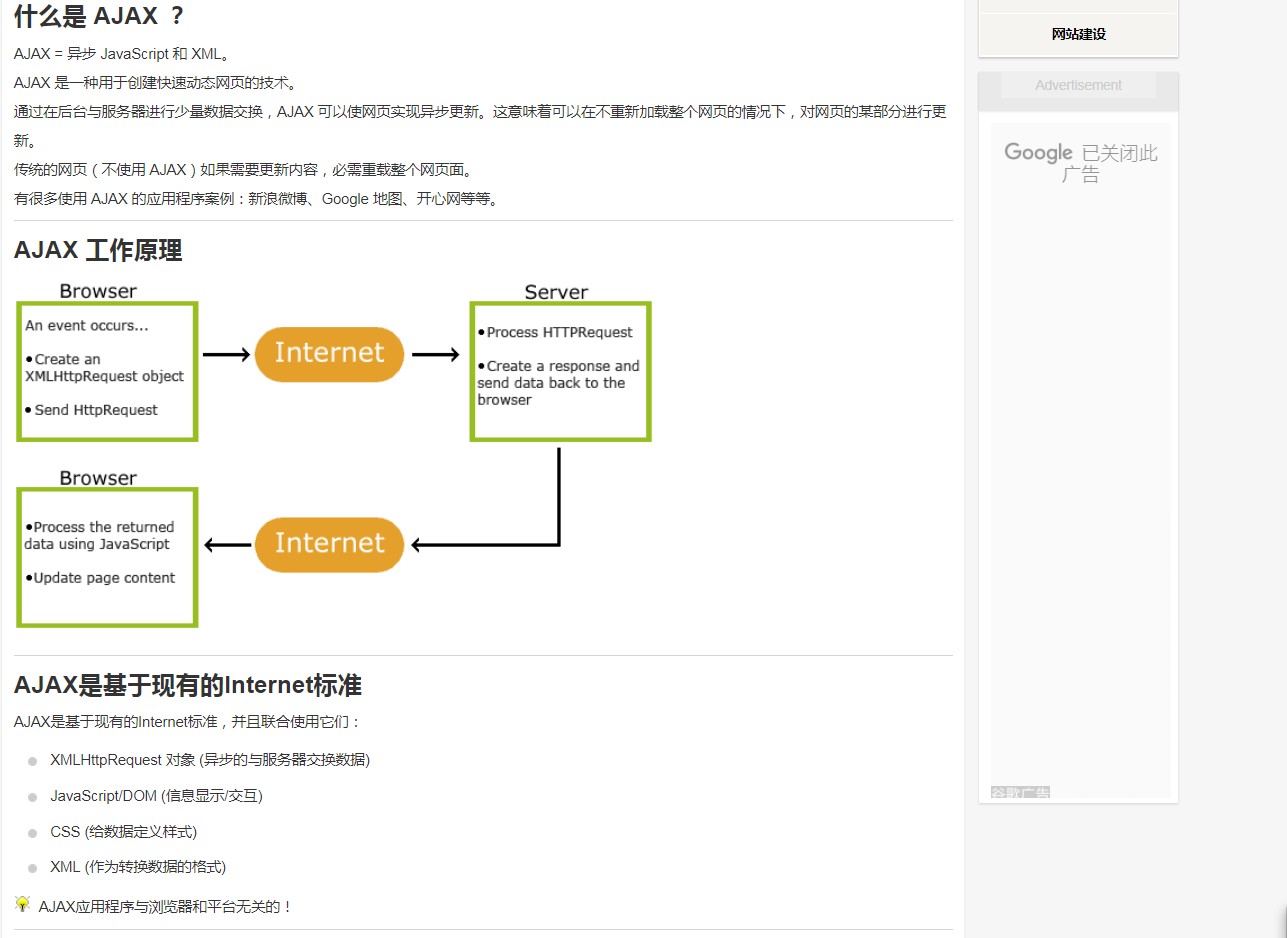 什么是 AJAX ？
AJAX = 异步 JavaScript 和 XML。
AJAX 是一种用于创建快速动态网页的技术。
通过在后台与服务器进行少量数据交换，AJAX 可以使网页实现异步更新。这意味着可以在不重新加载整个网页的情况下，对网页的某部分进行更
新。
传统的网页（不使用 AJAX）如果需要更新内容，必需重载整个网页面。
有很多使用 AJAX 的应用程序案例：新浪微博、Google 地图、开心网等等。
AJAX 工作原理
Browser
An event occurs...
•Create an
XMLHttpRequest object
• Send HttpRequest
Internet
Server
•Process HTTPRequest
•Create a response and
send data back to the
browser
Browser
•Process the returned
data using JavaScript
•Update page content
Internet
AJAX是基于现有的Internet标准
AJAX是基于现有的Internet标准，并且联合使用它们：
XMLHttpRequest 对象 (异步的与服务器交换数据)
JavaScript/DOM (信息显示/交互)
CSS (给数据定义样式)
XML (作为转换数据的格式)
AJAX应用程序与浏览器和平台无关的！
网站建设
Advertisement
Google 已关闭此
广告
谷歌广告